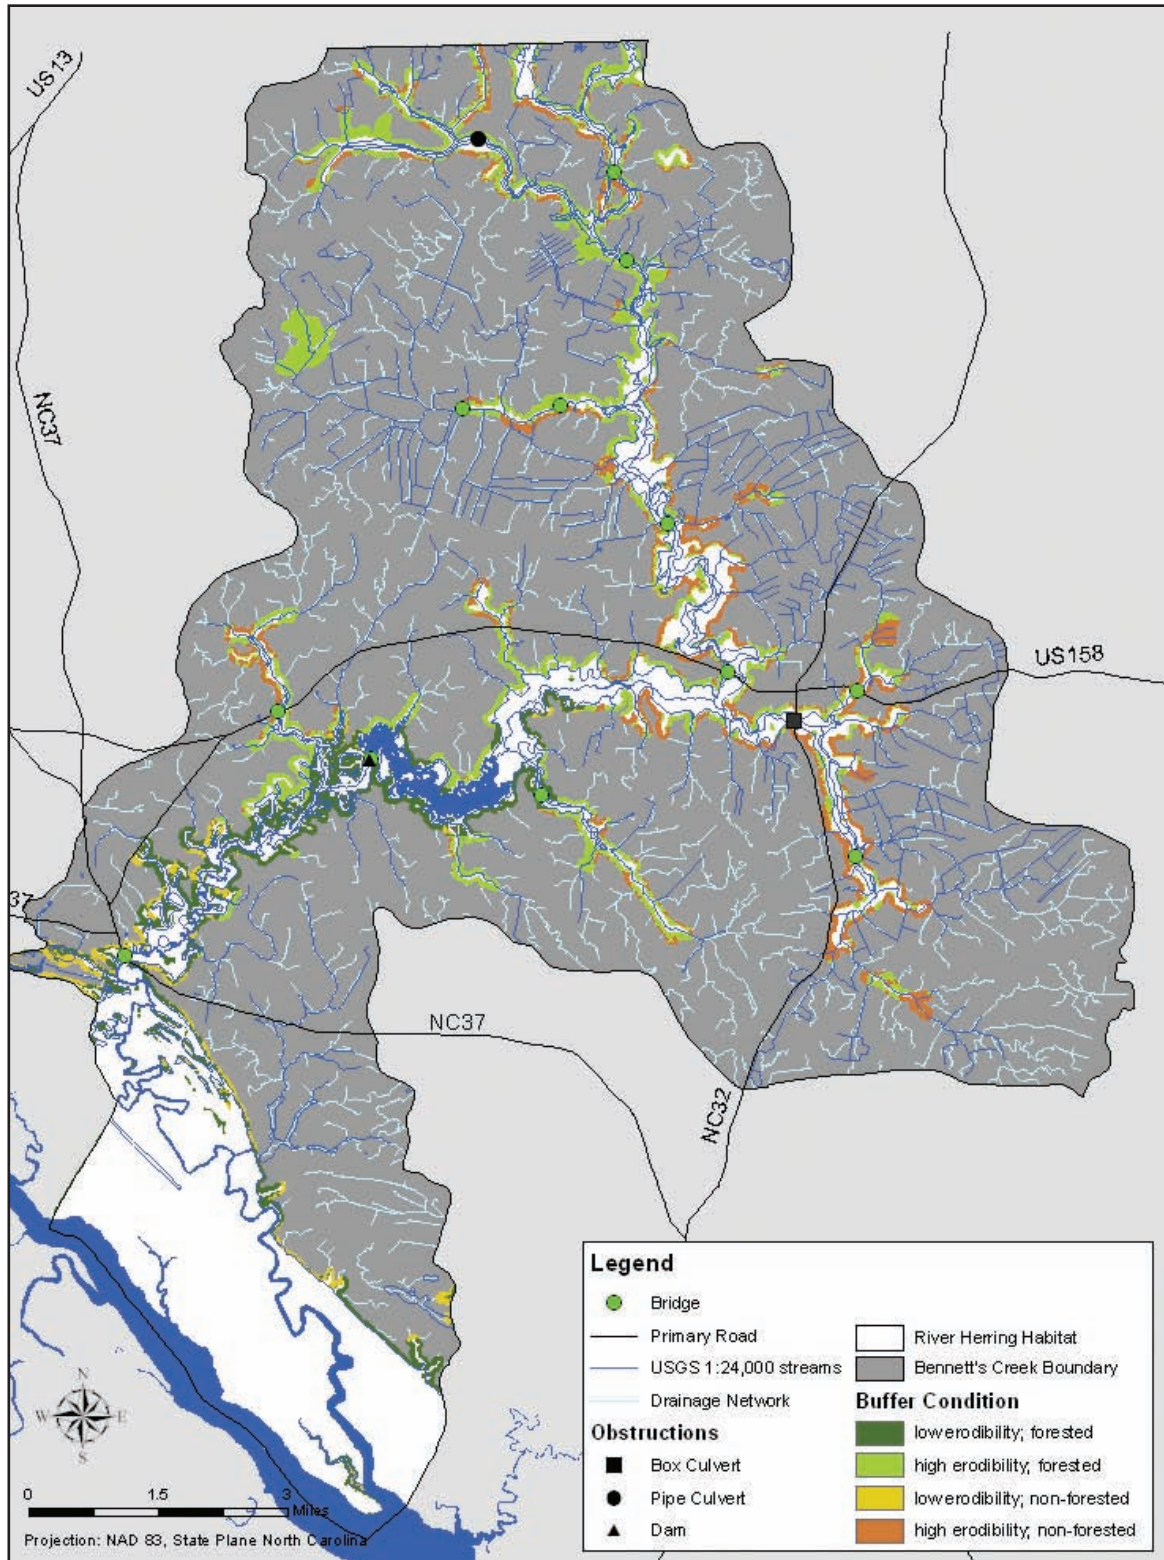 US13
NC37
US158
37
NC37
NC32
Legend
Bridge
Primary Road
USGS 1:24,000 streams
Drainage Network
Obstructions
Box Culvert
Pipe Culvert
Dam
River Herring Habitat
Bennett's Creek Boundary
Buffer Condition
low erodibility; forested
high erodibility; forested
low erodibility; non-forested
high erodibility; non-forested
N
W E
S
0 1.5 3
Miles
Projection: NAD 83, State Plane North Carolina